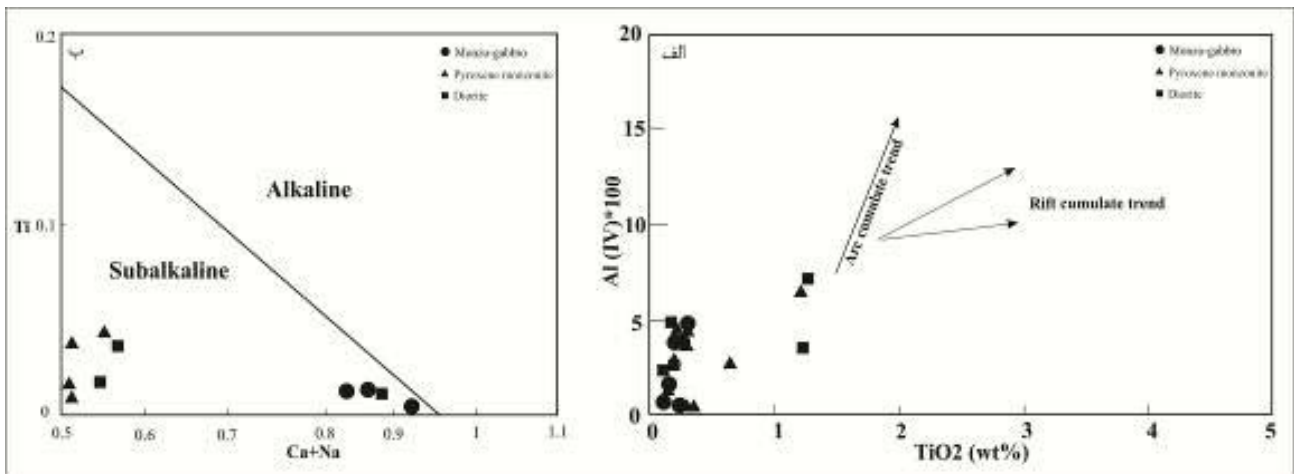 0.2
ب
Monzo-gabbro
Pyroxene monzonite
Diorite
Alkaline
Ti
0.1
Subalkaline
0
0.5
0.6
0.7
0.8
0.9
1
1.1
Ca+Na
20
الف
Monzo-gabbro
Pyroxene monzonite
Diorite
15
Arc cumulate trend
Rift cumulate trend
10
Al (IV)*100
5
0
0
1
2
3
4
5
TiO2 (wt%)